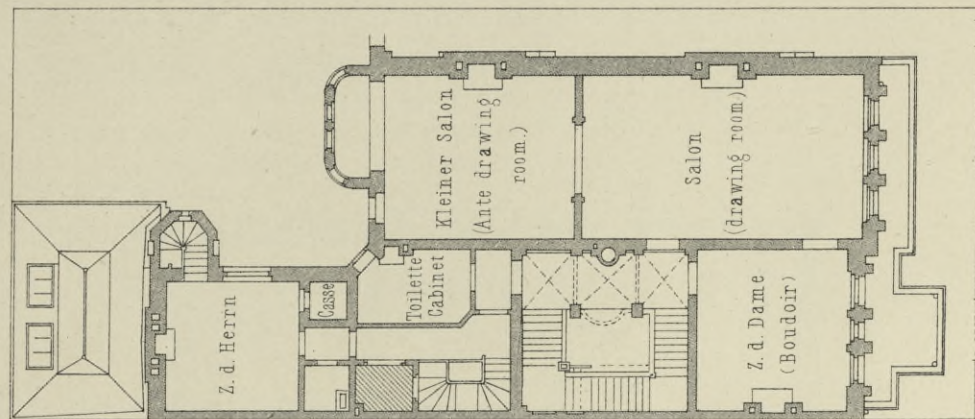 Kleiner Salon
(Ante drawing
room.)
Salon
(drawing room)
Toilette
Cabinet
Casse
Z. d. Herrn
Z. d. Dame
(Boudoir)